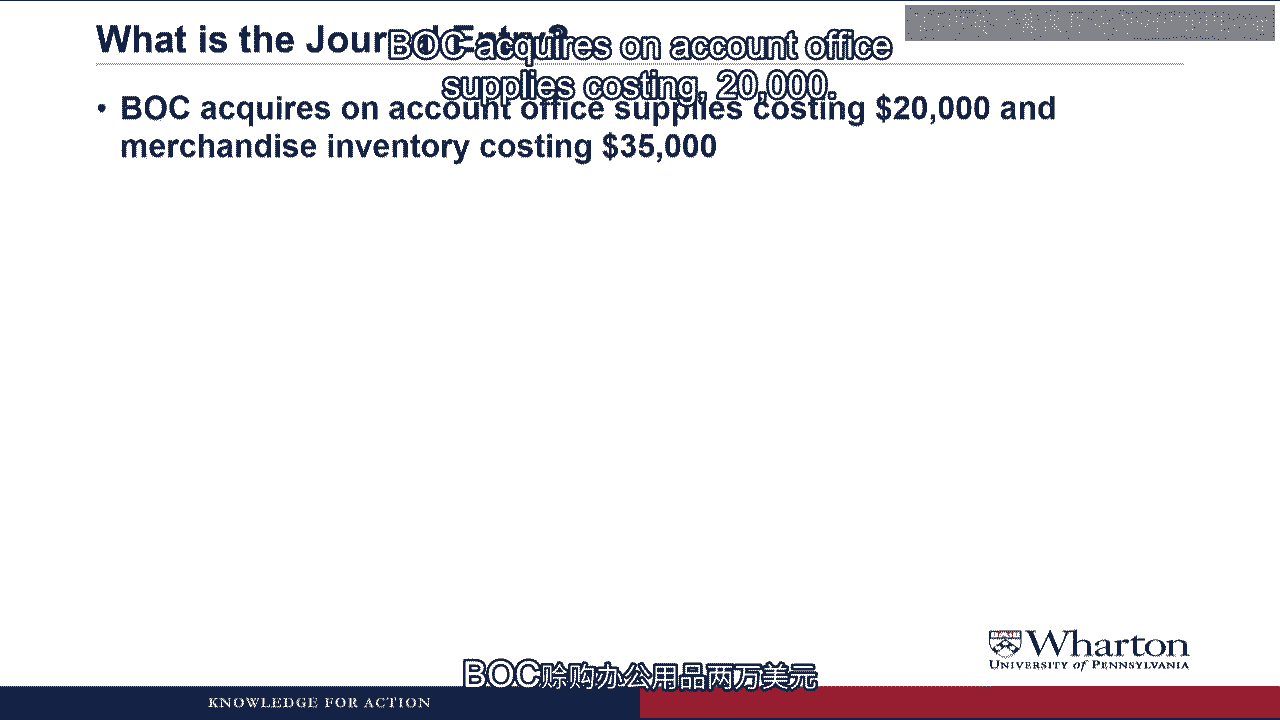 What is the Journal Entry?
BOC acquires on account office
supplies costing, 20,000.
• BOC acquires on account office supplies costing $20,000 and
merchandise inventory costing $35,000
Wharton
UNIVERSITY of PENNSYLVANIA
BOC赊购办公用品两万美元
KNOWLEDGE FOR ACTION